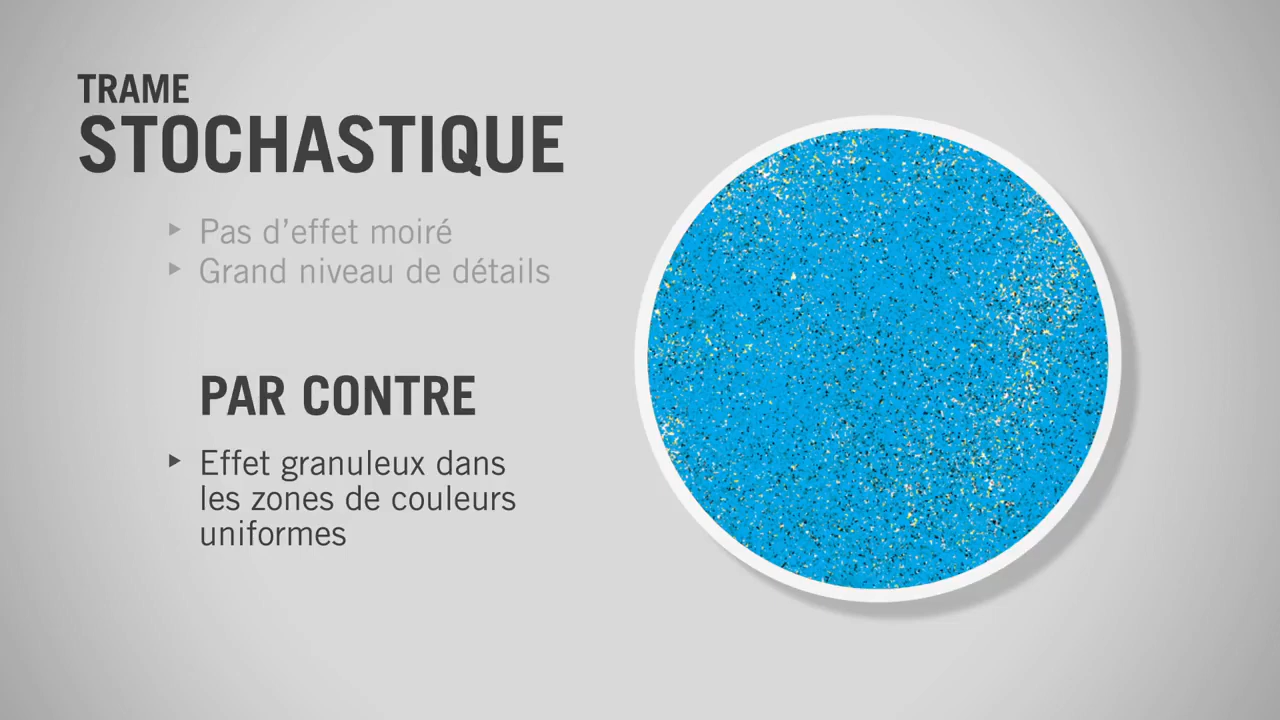 TRAME
STOCHASTIQUE
Pas d’effet moiré
Grand niveau de détails
PAR CONTRE
Effet granuleux dans
les zones de couleurs
uniformes